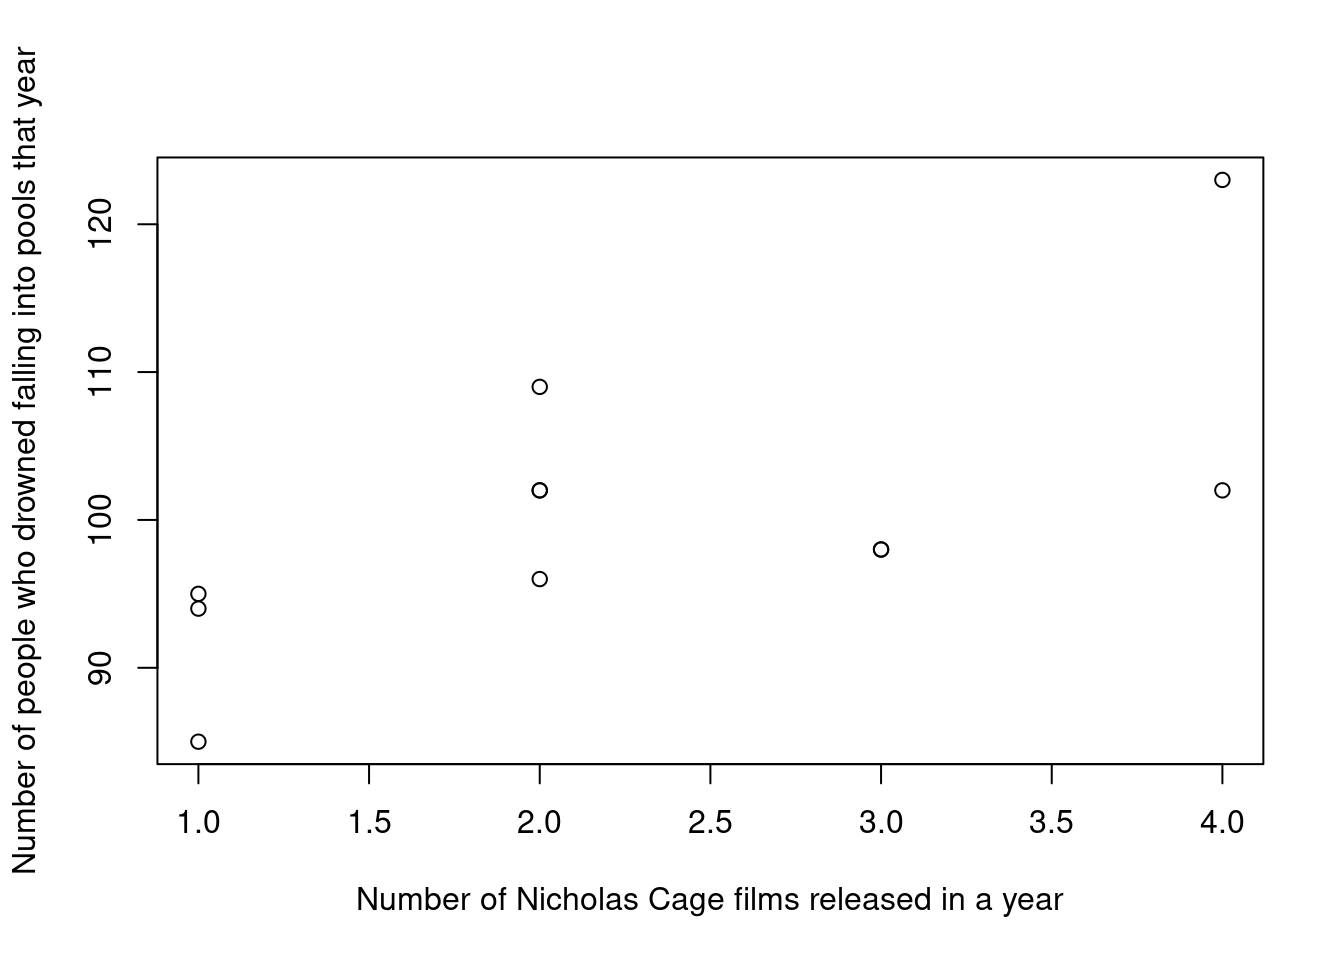 Number of people who drowned falling into pools that year
120
110
100
90
1.0 1.5 2.0 2.5 3.0 3.5 4.0
Number of Nicholas Cage films released in a year